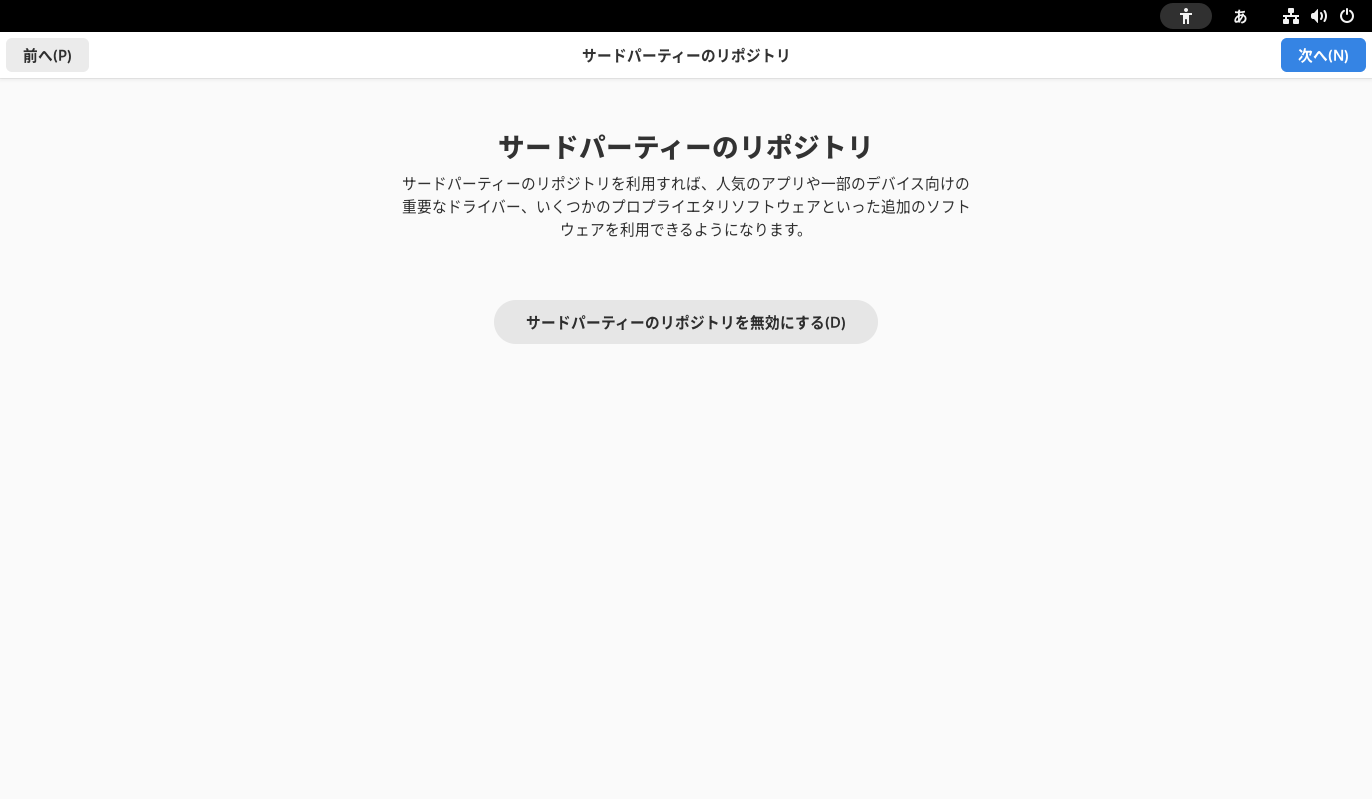 あ
前へ(P)
サードパーティーのリポジトリ
次へ(N)
サードパーティーのリポジトリ
サードパーティーのリポジトリを利用すれば、人気のアプリや一部のデバイス向けの
重要なドライバー、いくつかのプロプライエタリソフトウェアといった追加のソフト
ウェアを利用できるようになります。
サードパーティーのリポジトリを無効にする(D)